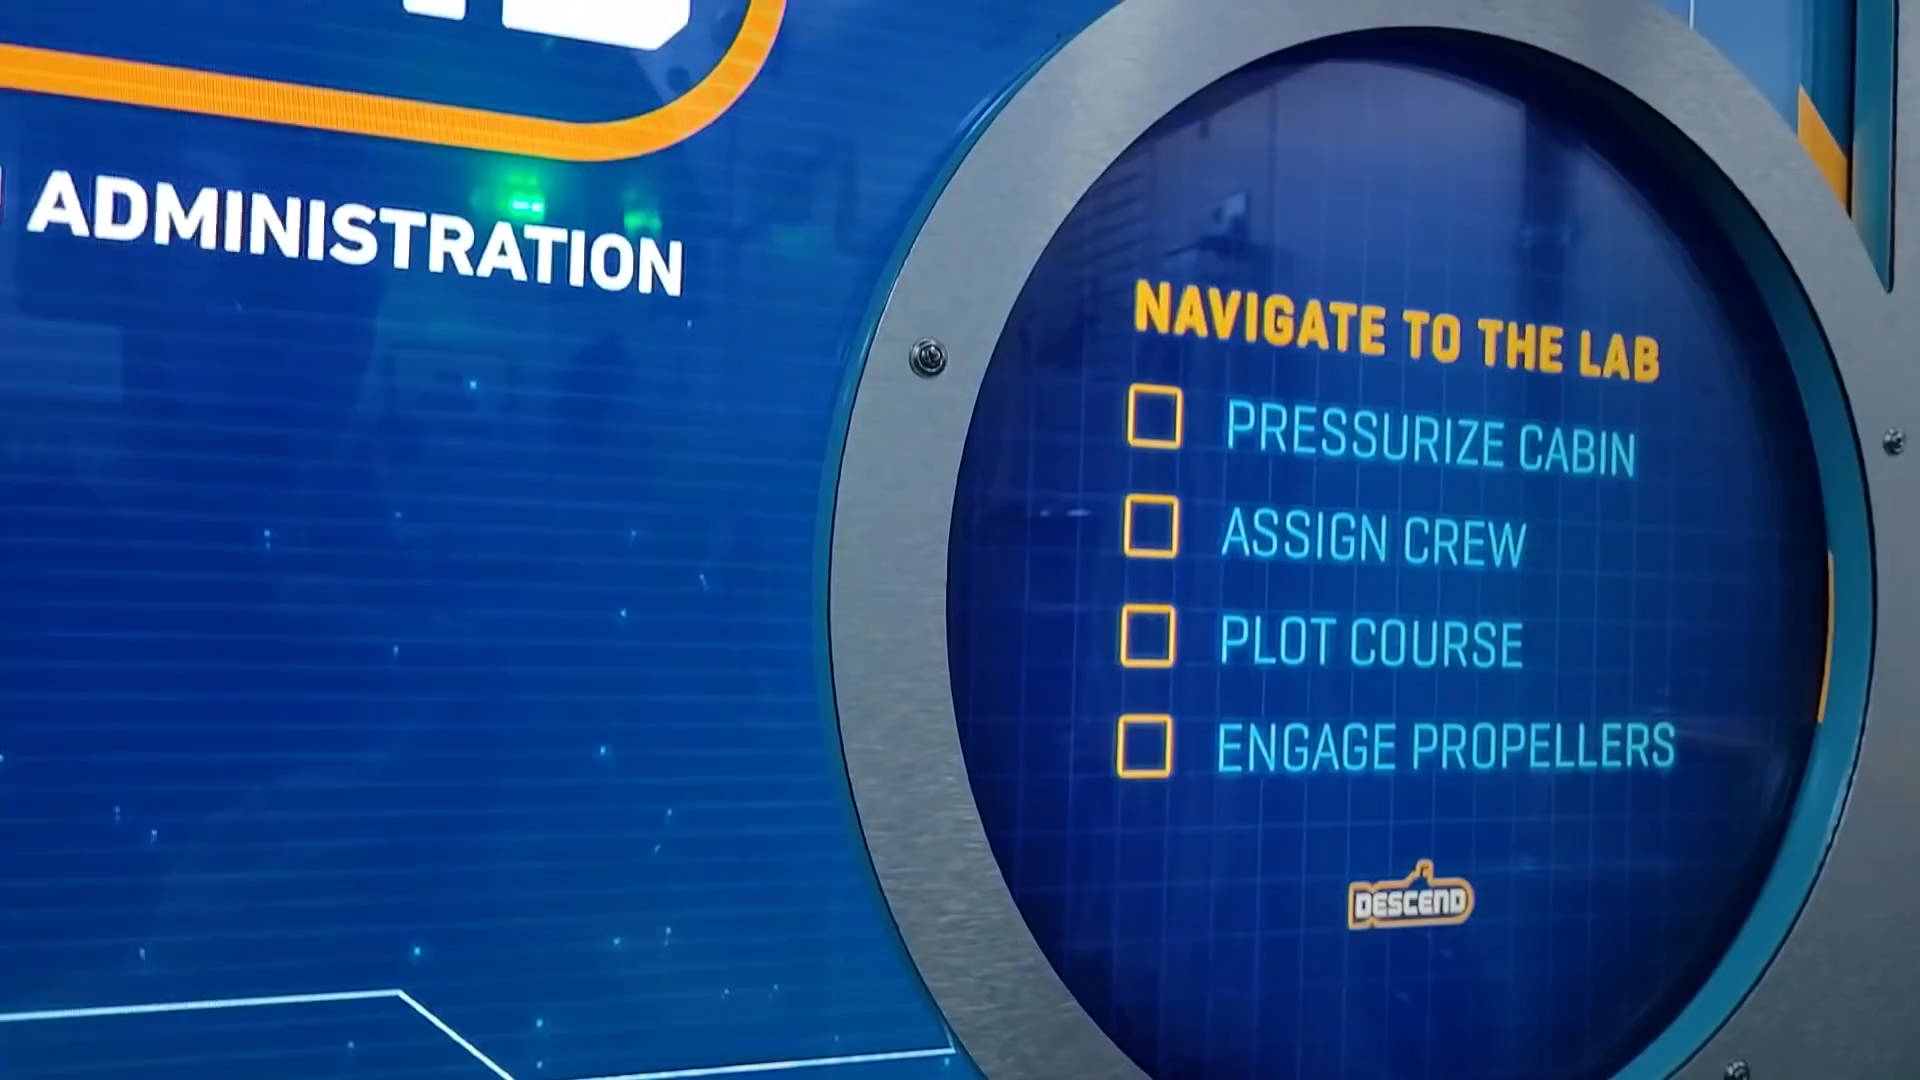 ADMINISTRATION
NAVIGATE TO THE LAB
PRESSURIZE CABIN
ASSIGN CREW
PLOT COURSE
ENGAGE PROPELLERS
DESCEND